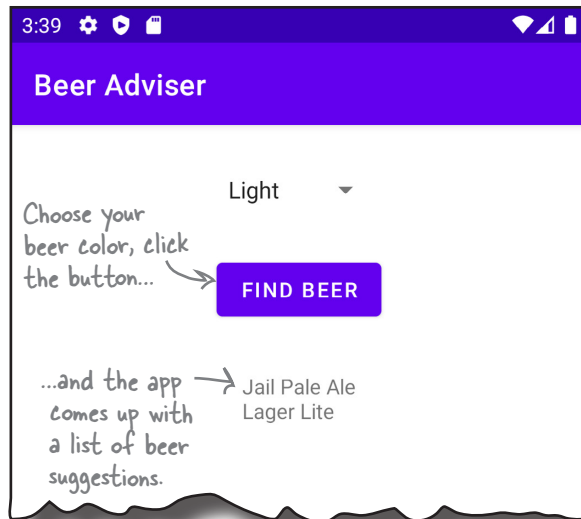 3:39
Beer Adviser
Light
Choose your
beer color, click
the button...
FIND BEER
...and the app
comes up with
a list of beer
suggestions.
Jail Pale Ale
Lager Lite